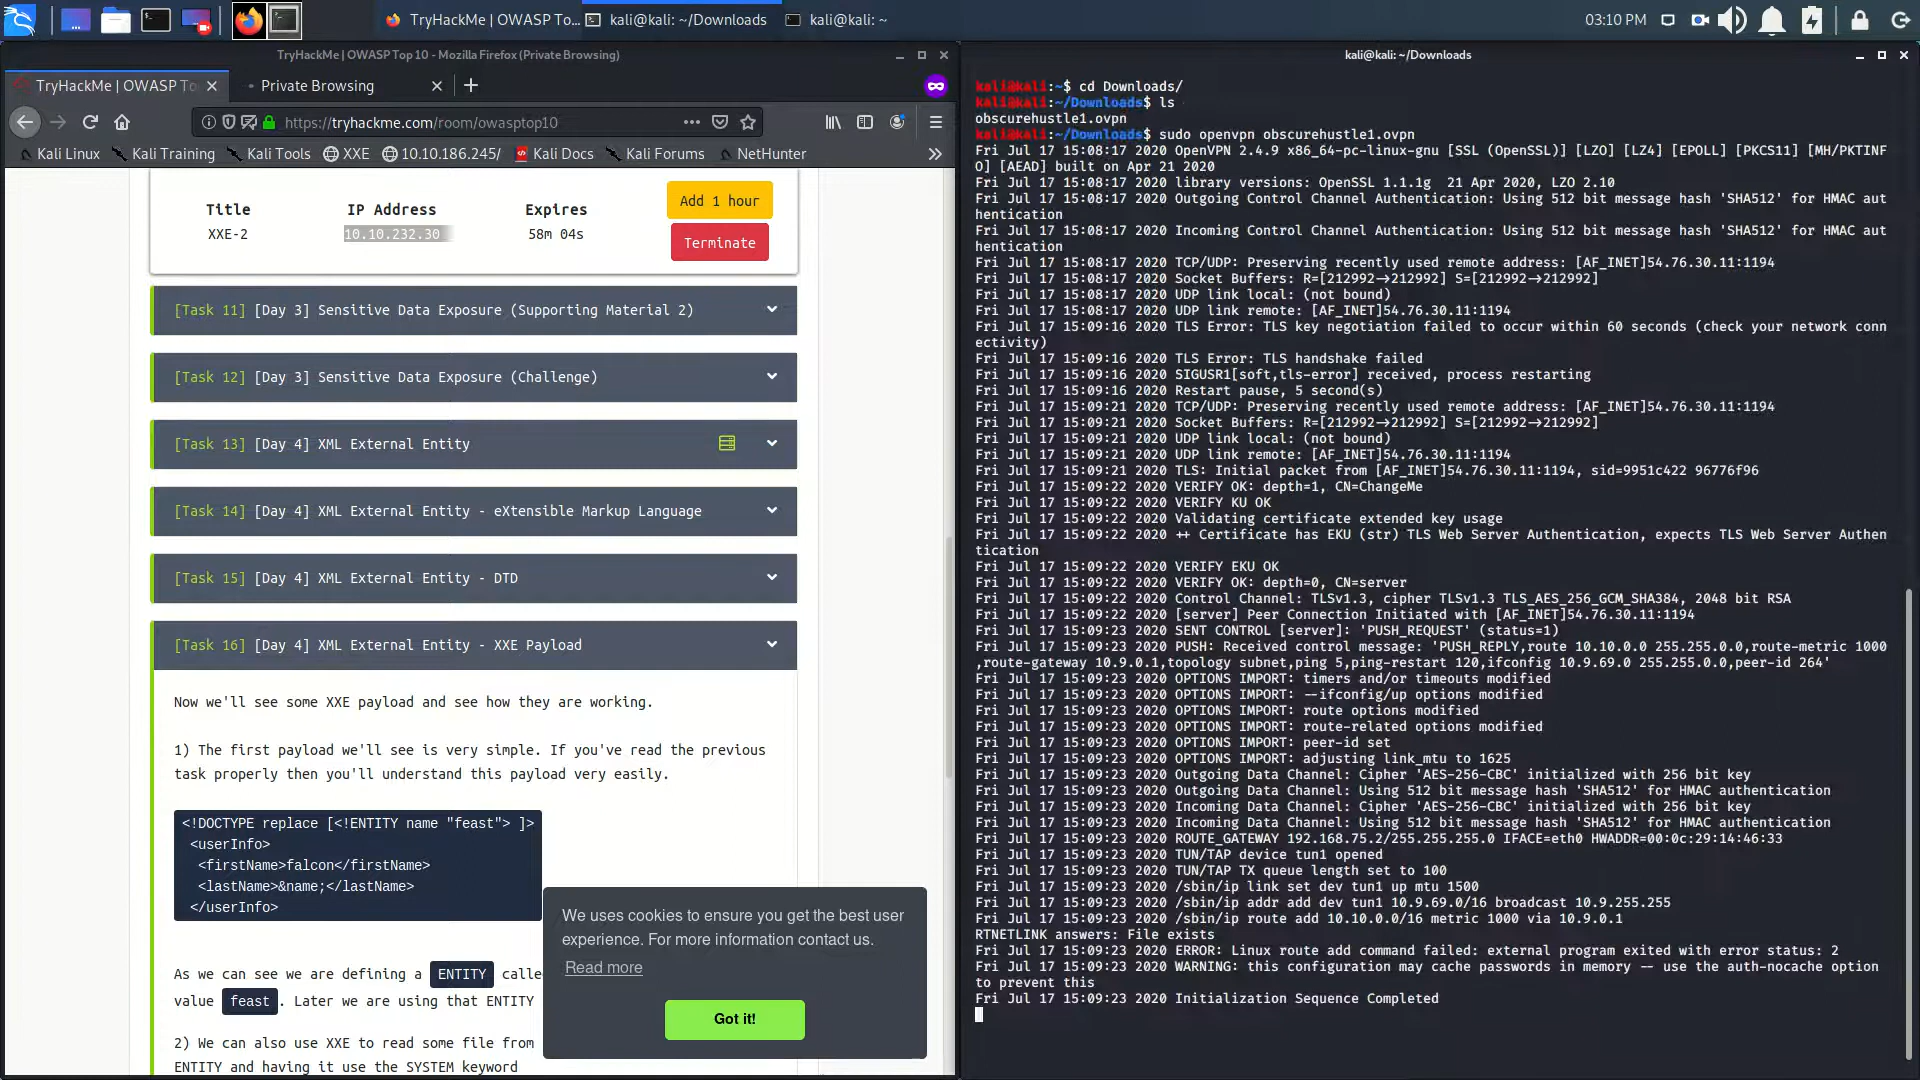 TryHackMe | OWASP To...
kali@kali: ~/Downloads
kali@kali: ~
03:10 PM
TryHackMe | OWASP Top 10 - Mozilla Firefox (Private Browsing)
TryHackMe | OWASP To
Private Browsing
https://tryhackme.com/room/owasptop10
Kali Linux
Kali Training
Kali Tools
XXE
10.10.186.245/
Kali Docs
Kali Forums
NetHunter
Title IP Address Expires
Add 1 hour
XXE-2 10.10.232.30 58m 04s
Terminate
[Task 11] [Day 3] Sensitive Data Exposure (Supporting Material 2)
[Task 12] [Day 3] Sensitive Data Exposure (Challenge)
[Task 13] [Day 4] XML External Entity
[Task 14] [Day 4] XML External Entity - eXtensible Markup Language
[Task 15] [Day 4] XML External Entity - DTD
[Task 16] [Day 4] XML External Entity - XXE Payload
Now we'll see some XXE payload and see how they are working.
1) The first payload we'll see is very simple. If you've read the previous
task properly then you'll understand this payload very easily.
<!DOCTYPE replace [<!ENTITY name "feast"> ]>
<userInfo>
<firstName>falcon</firstName>
<lastName>&name;</lastName>
</userInfo>
As we can see we are defining a ENTITY calle
value feast . Later we are using that ENTITY
2) We can also use XXE to read some file from
ENTITY and having it use the SYSTEM keyword
We uses cookies to ensure you get the best user
experience. For more information contact us.
Read more
Got it!
kali@kali: ~/Downloads
kali@kali:~$ cd Downloads/
kali@kali:~/Downloads$ ls
obscurehustle1.ovpn
kali@kali:~/Downloads$ sudo openvpn obscurehustle1.ovpn
Fri Jul 17 15:08:17 2020 OpenVPN 2.4.9 x86_64-pc-linux-gnu [SSL (OpenSSL)] [LZO] [LZ4] [EPOLL] [PKCS11] [MH/PKTINF
O] [AEAD] built on Apr 21 2020
Fri Jul 17 15:08:17 2020 library versions: OpenSSL 1.1.1g  21 Apr 2020, LZO 2.10
Fri Jul 17 15:08:17 2020 Outgoing Control Channel Authentication: Using 512 bit message hash 'SHA512' for HMAC aut
hentication
Fri Jul 17 15:08:17 2020 Incoming Control Channel Authentication: Using 512 bit message hash 'SHA512' for HMAC aut
hentication
Fri Jul 17 15:08:17 2020 TCP/UDP: Preserving recently used remote address: [AF_INET]54.76.30.11:1194
Fri Jul 17 15:08:17 2020 Socket Buffers: R=[212992→212992] S=[212992→212992]
Fri Jul 17 15:08:17 2020 UDP link local: (not bound)
Fri Jul 17 15:08:17 2020 UDP link remote: [AF_INET]54.76.30.11:1194
Fri Jul 17 15:09:16 2020 TLS Error: TLS key negotiation failed to occur within 60 seconds (check your network conn
ectivity)
Fri Jul 17 15:09:16 2020 TLS Error: TLS handshake failed
Fri Jul 17 15:09:16 2020 SIGUSR1[soft,tls-error] received, process restarting
Fri Jul 17 15:09:16 2020 Restart pause, 5 second(s)
Fri Jul 17 15:09:21 2020 TCP/UDP: Preserving recently used remote address: [AF_INET]54.76.30.11:1194
Fri Jul 17 15:09:21 2020 Socket Buffers: R=[212992→212992] S=[212992→212992]
Fri Jul 17 15:09:21 2020 UDP link local: (not bound)
Fri Jul 17 15:09:21 2020 UDP link remote: [AF_INET]54.76.30.11:1194
Fri Jul 17 15:09:21 2020 TLS: Initial packet from [AF_INET]54.76.30.11:1194, sid=9951c422 96776f96
Fri Jul 17 15:09:22 2020 VERIFY OK: depth=1, CN=ChangeMe
Fri Jul 17 15:09:22 2020 VERIFY KU OK
Fri Jul 17 15:09:22 2020 Validating certificate extended key usage
Fri Jul 17 15:09:22 2020 ++ Certificate has EKU (str) TLS Web Server Authentication, expects TLS Web Server Authen
tication
Fri Jul 17 15:09:22 2020 VERIFY EKU OK
Fri Jul 17 15:09:22 2020 VERIFY OK: depth=0, CN=server
Fri Jul 17 15:09:22 2020 Control Channel: TLSv1.3, cipher TLSv1.3 TLS_AES_256_GCM_SHA384, 2048 bit RSA
Fri Jul 17 15:09:22 2020 [server] Peer Connection Initiated with [AF_INET]54.76.30.11:1194
Fri Jul 17 15:09:23 2020 SENT CONTROL [server]: 'PUSH_REQUEST' (status=1)
Fri Jul 17 15:09:23 2020 PUSH: Received control message: 'PUSH_REPLY,route 10.10.0.0 255.255.0.0,route-metric 1000
,route-gateway 10.9.0.1,topology subnet,ping 5,ping-restart 120,ifconfig 10.9.69.0 255.255.0.0,peer-id 264'
Fri Jul 17 15:09:23 2020 OPTIONS IMPORT: timers and/or timeouts modified
Fri Jul 17 15:09:23 2020 OPTIONS IMPORT: --ifconfig/up options modified
Fri Jul 17 15:09:23 2020 OPTIONS IMPORT: route options modified
Fri Jul 17 15:09:23 2020 OPTIONS IMPORT: route-related options modified
Fri Jul 17 15:09:23 2020 OPTIONS IMPORT: peer-id set
Fri Jul 17 15:09:23 2020 OPTIONS IMPORT: adjusting link_mtu to 1625
Fri Jul 17 15:09:23 2020 Outgoing Data Channel: Cipher 'AES-256-CBC' initialized with 256 bit key
Fri Jul 17 15:09:23 2020 Outgoing Data Channel: Using 512 bit message hash 'SHA512' for HMAC authentication
Fri Jul 17 15:09:23 2020 Incoming Data Channel: Cipher 'AES-256-CBC' initialized with 256 bit key
Fri Jul 17 15:09:23 2020 Incoming Data Channel: Using 512 bit message hash 'SHA512' for HMAC authentication
Fri Jul 17 15:09:23 2020 ROUTE_GATEWAY 192.168.75.2/255.255.255.0 IFACE=eth0 HWADDR=00:0c:29:14:46:33
Fri Jul 17 15:09:23 2020 TUN/TAP device tun1 opened
Fri Jul 17 15:09:23 2020 TUN/TAP TX queue length set to 100
Fri Jul 17 15:09:23 2020 /sbin/ip link set dev tun1 up mtu 1500
Fri Jul 17 15:09:23 2020 /sbin/ip addr add dev tun1 10.9.69.0/16 broadcast 10.9.255.255
Fri Jul 17 15:09:23 2020 /sbin/ip route add 10.10.0.0/16 metric 1000 via 10.9.0.1
RTNETLINK answers: File exists
Fri Jul 17 15:09:23 2020 ERROR: Linux route add command failed: external program exited with error status: 2
Fri Jul 17 15:09:23 2020 WARNING: this configuration may cache passwords in memory -- use the auth-nocache option
to prevent this
Fri Jul 17 15:09:23 2020 Initialization Sequence Completed